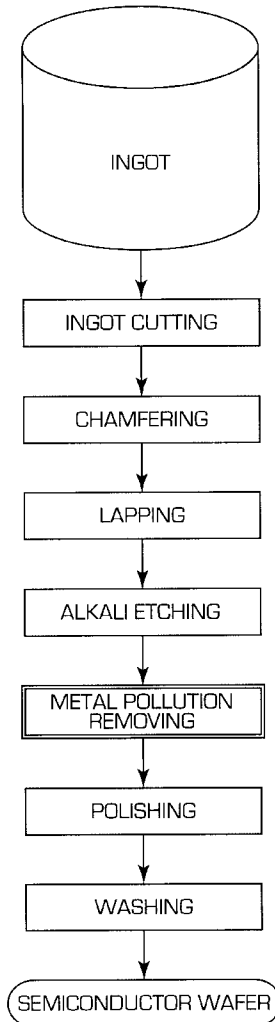 INGOT
INGOT CUTTING
CHAMFERING
LAPPING
ALKALI ETCHING
METAL POLLUTION
REMOVING
POLISHING
WASHING
SEMICONDUCTOR WAFER